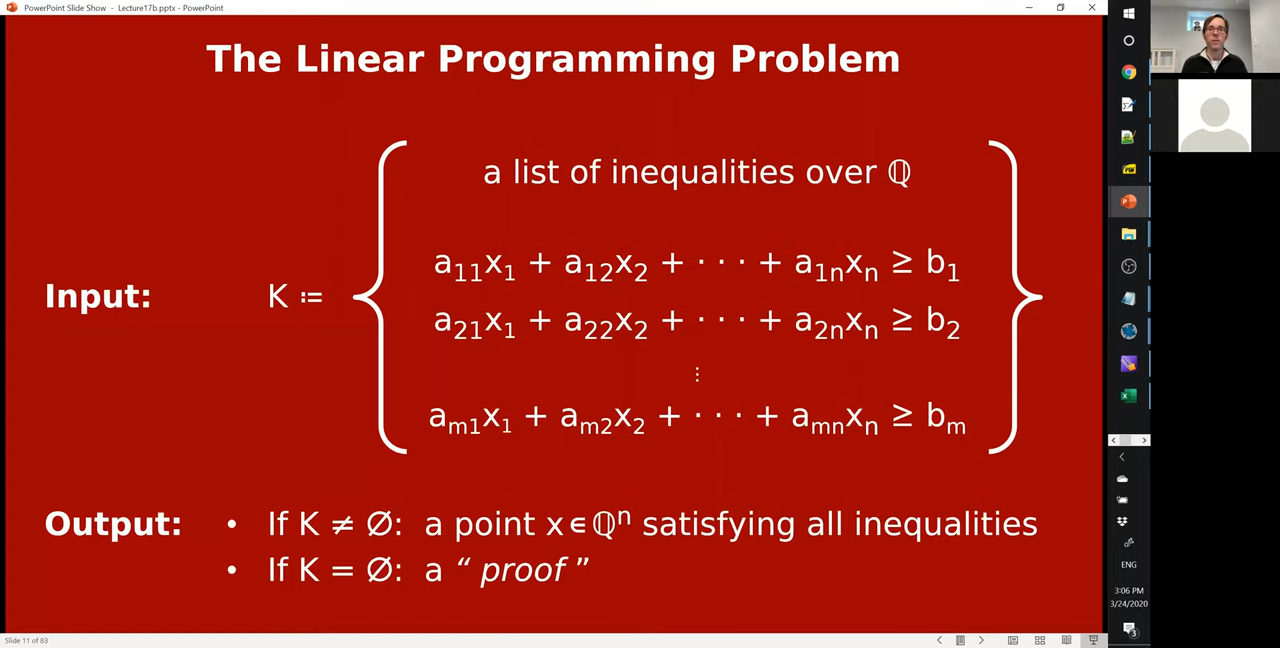 PowerPoint Slide Show - Lecture17b.pptx - PowerPoint
The Linear Programming Problem
a list of inequalities over ℚ
a₁₁x₁ + a₁₂x₂ + · · · + a₁ₙxₙ ≥ b₁
Input: K ≔
a₂₁x₁ + a₂₂x₂ + · · · + a₂ₙxₙ ≥ b₂
⋮
aₘ₁x₁ + aₘ₂x₂ + · · · + aₘₙxₙ ≥ bₘ
Output: • If K ≠ ∅: a point x∊ℚⁿ satisfying all inequalities
• If K = ∅: a “ proof ”
ENG
3:06 PM
3/24/2020
3
Slide 11 of 83